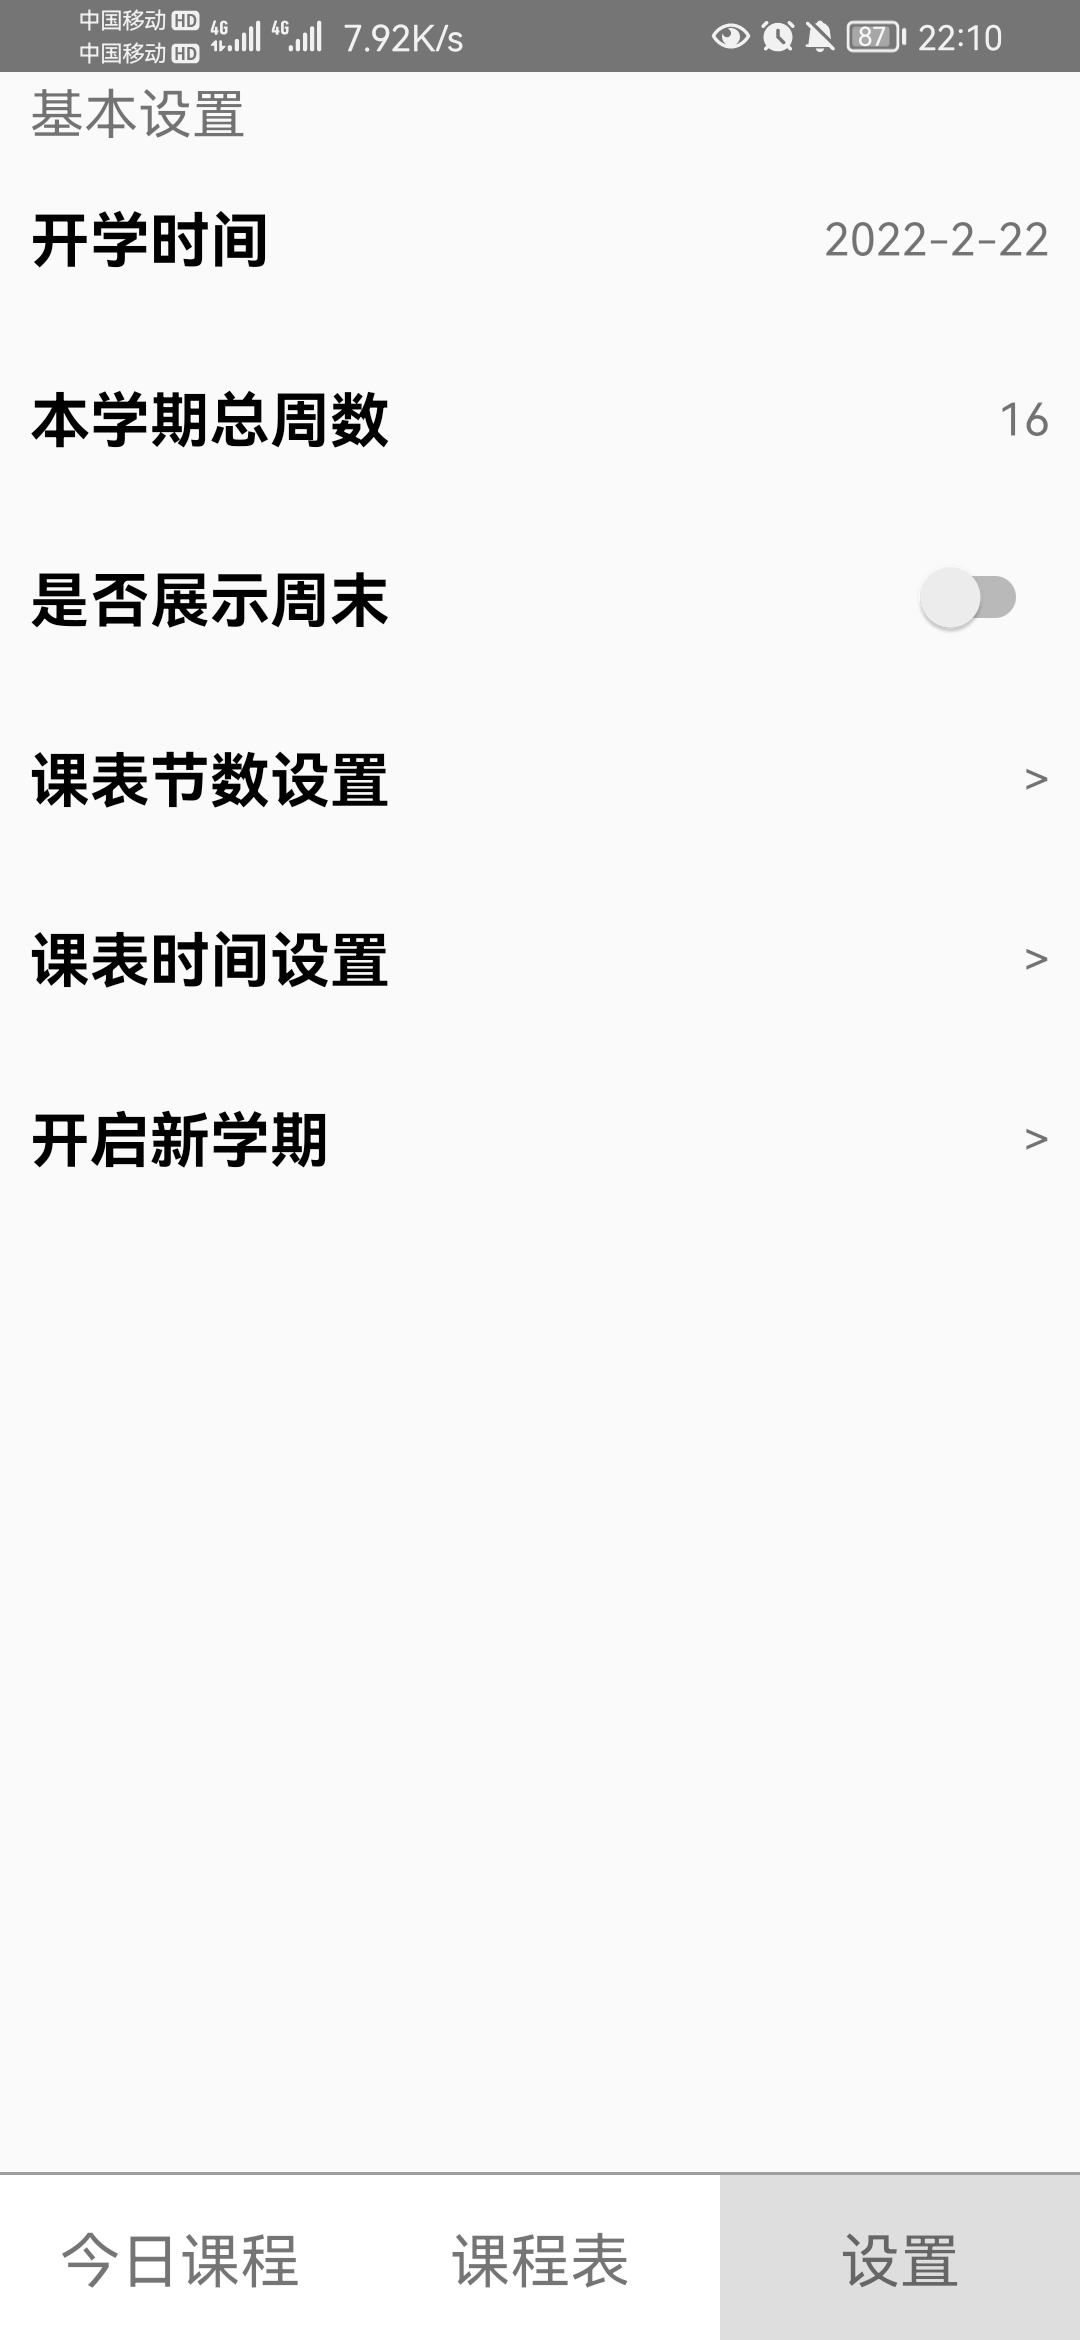 中国移动 HD 4G 4G 7.92K/s 87 22:10
中国移动 HD
基本设置
开学时间 2022-2-22
本学期总周数 16
是否展示周末
课表节数设置 >
课表时间设置 >
开启新学期 >
今日课程 课程表 设置